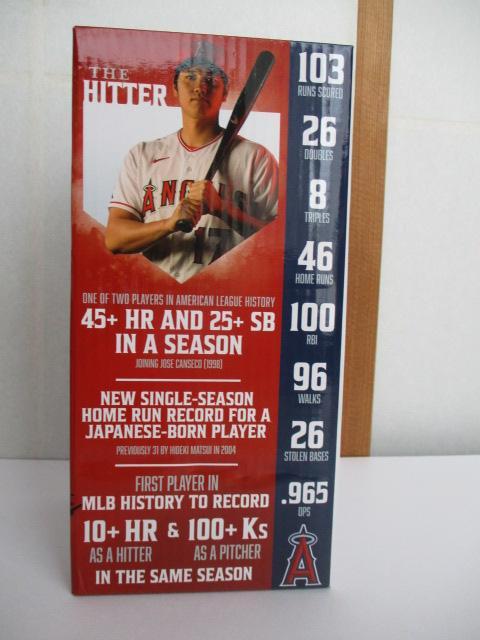 THE
HITTER
ANGELS
17
ONE OF TWO PLAYERS IN AMERICAN LEAGUE HISTORY
45+ HR AND 25+ SB
IN A SEASON
JOINING JOSE CANSECO (1998)
NEW SINGLE-SEASON
HOME RUN RECORD FOR A
JAPANESE-BORN PLAYER
PREVIOUSLY 31 BY HIDEKI MATSUI IN 2004
FIRST PLAYER IN
MLB HISTORY TO RECORD
10+ HR & 100+ Ks
AS A HITTER AS A PITCHER
IN THE SAME SEASON
103
RUNS SCORED
26
DOUBLES
8
TRIPLES
46
HOME RUNS
100
RBI
96
WALKS
26
STOLEN BASES
.965
OPS
A